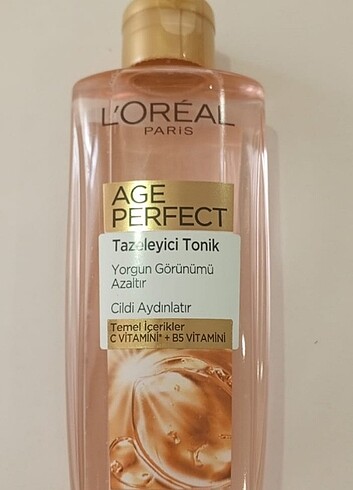 L'ORÉAL
PARİS
AGE
PERFECT
Tazeleyici Tonik
Yorgun Görünümü
Azaltır
Cildi Aydınlatır
Temel İçerikler
C VİTAMİNİ* + B5 VİTAMİNİ